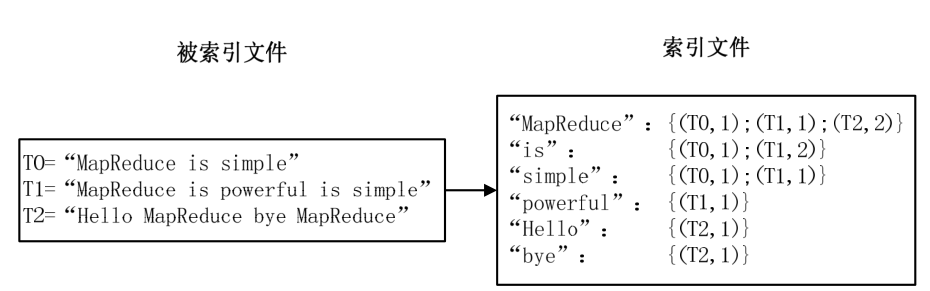 被索引文件
索引文件
T0= “MapReduce is simple”
T1= “MapReduce is powerful is simple”
T2= “Hello MapReduce bye MapReduce”
“MapReduce”： {(T0,1);(T1,1);(T2,2)}
“is”： {(T0,1);(T1,2)}
“simple”： {(T0,1);(T1,1)}
“powerful”： {(T1,1)}
“Hello”： {(T2,1)}
“bye”： {(T2,1)}